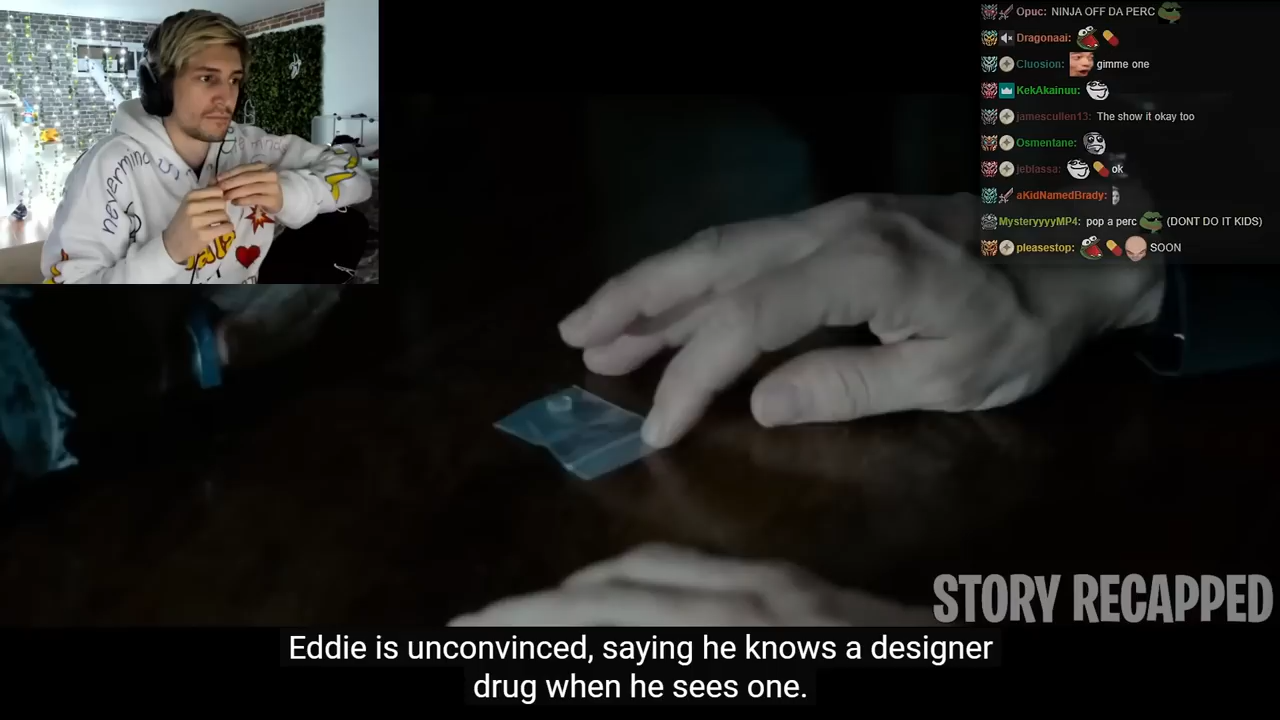 Opuc: NINJA OFF DA PERC
Dragonaai:
Cluosion: gimme one
KekAkainuu:
jamescullen13: The show it okay too
Osmentane:
jeblassa: ok
aKidNamedBrady:
MysteryyyyMP4: pop a perc (DONT DO IT KIDS)
pleasestop: SOON
nevermind
STORY RECAPPED
Eddie is unconvinced, saying he knows a designer
drug when he sees one.